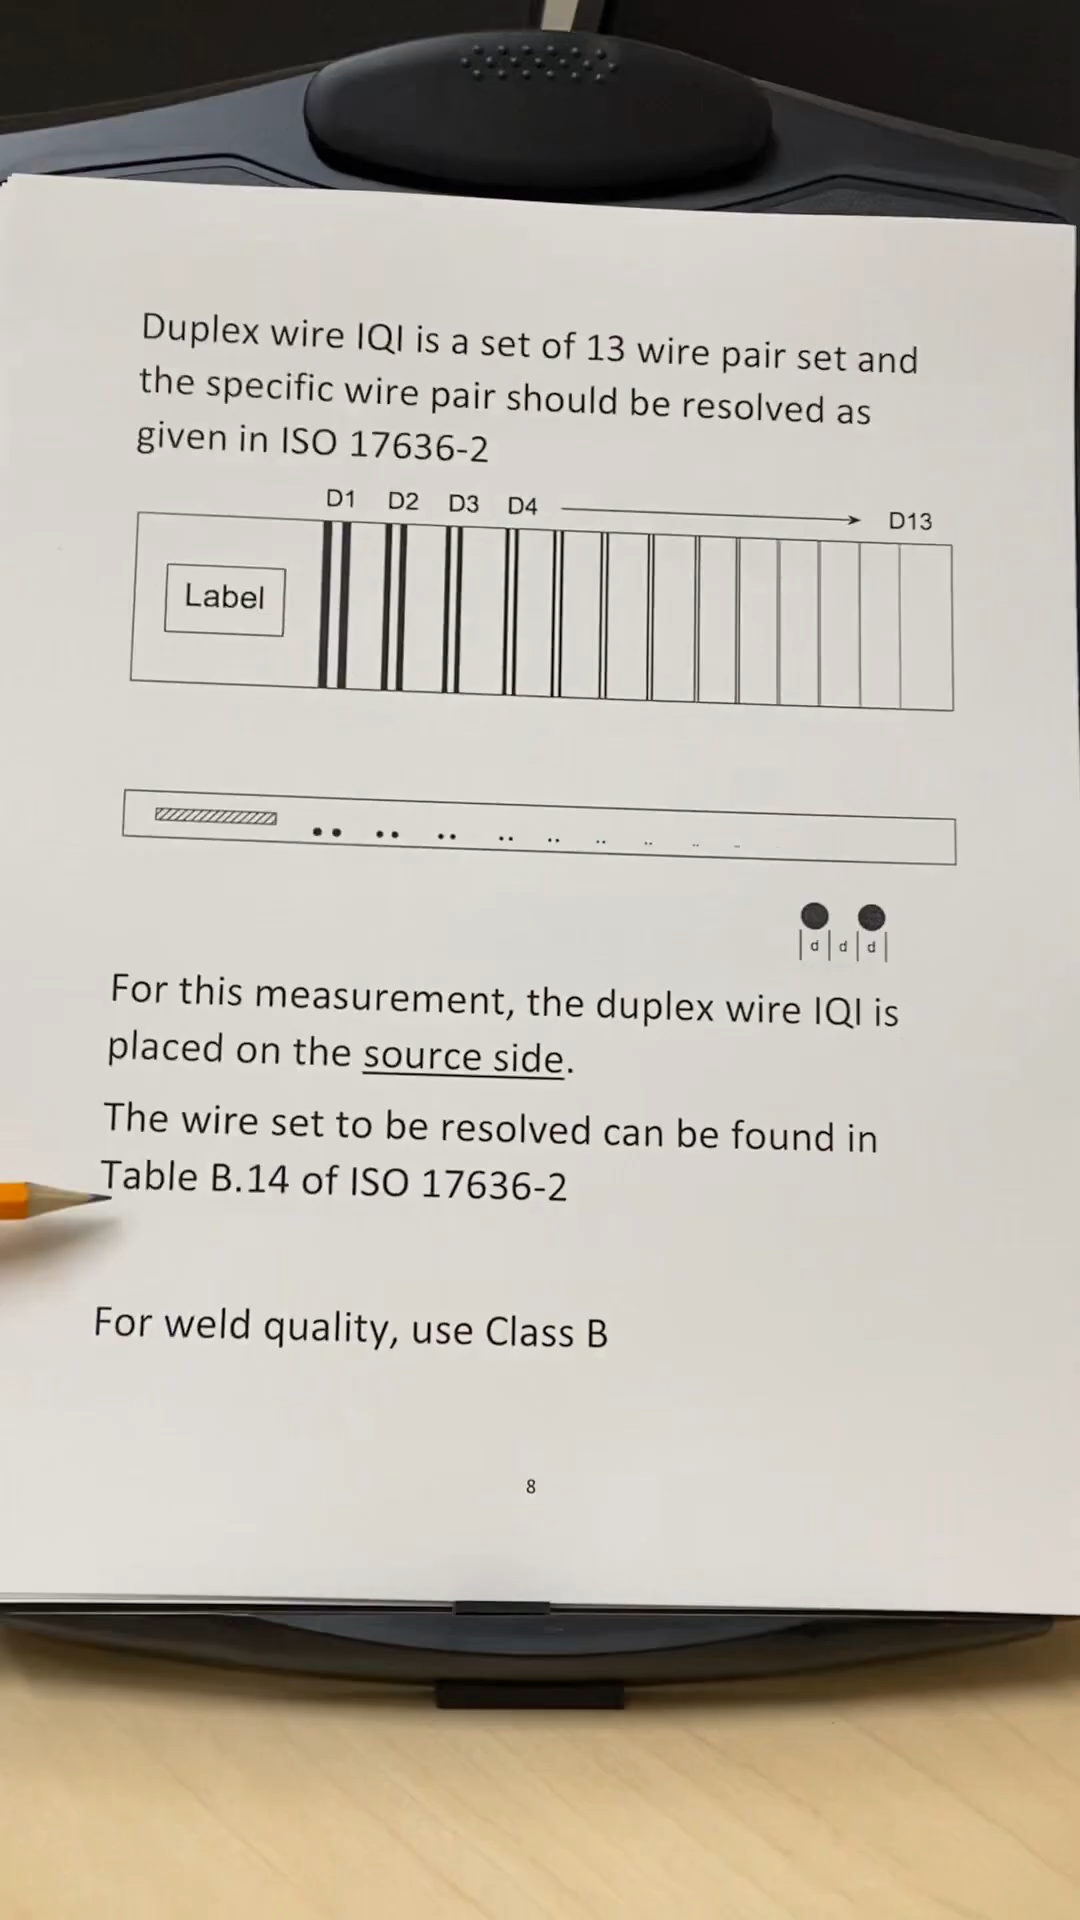 Duplex wire IQI is a set of 13 wire pair set and
the specific wire pair should be resolved as
given in ISO 17636-2
D1 D2 D3 D4 D13
Label
d d d
For this measurement, the duplex wire IQI is
placed on the source side.
The wire set to be resolved can be found in
Table B.14 of ISO 17636-2
For weld quality, use Class B
8